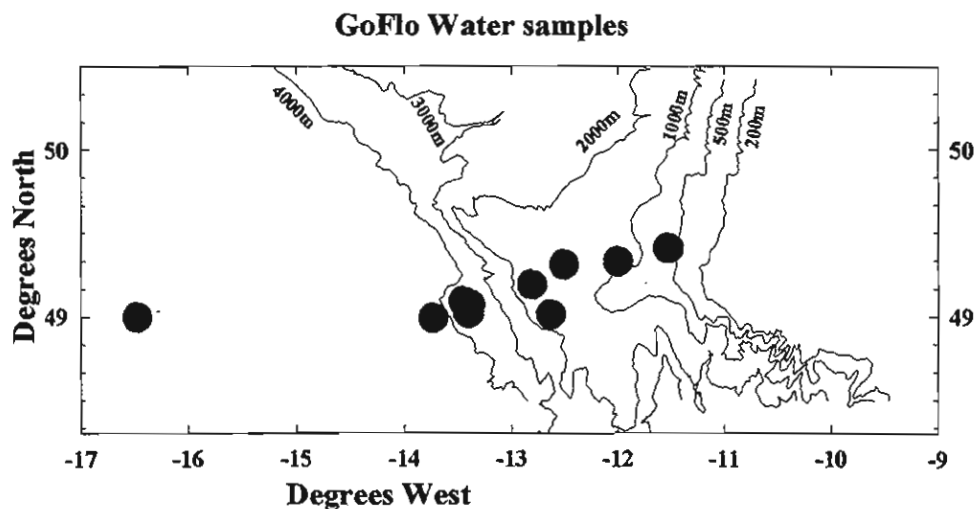 GoFlo Water samples
4000m
3000m
2000m
1000m
500m
200m
50
50
Degrees North
49
49
-17 -16 -15 -14 -13 -12 -11 -10 -9
Degrees West